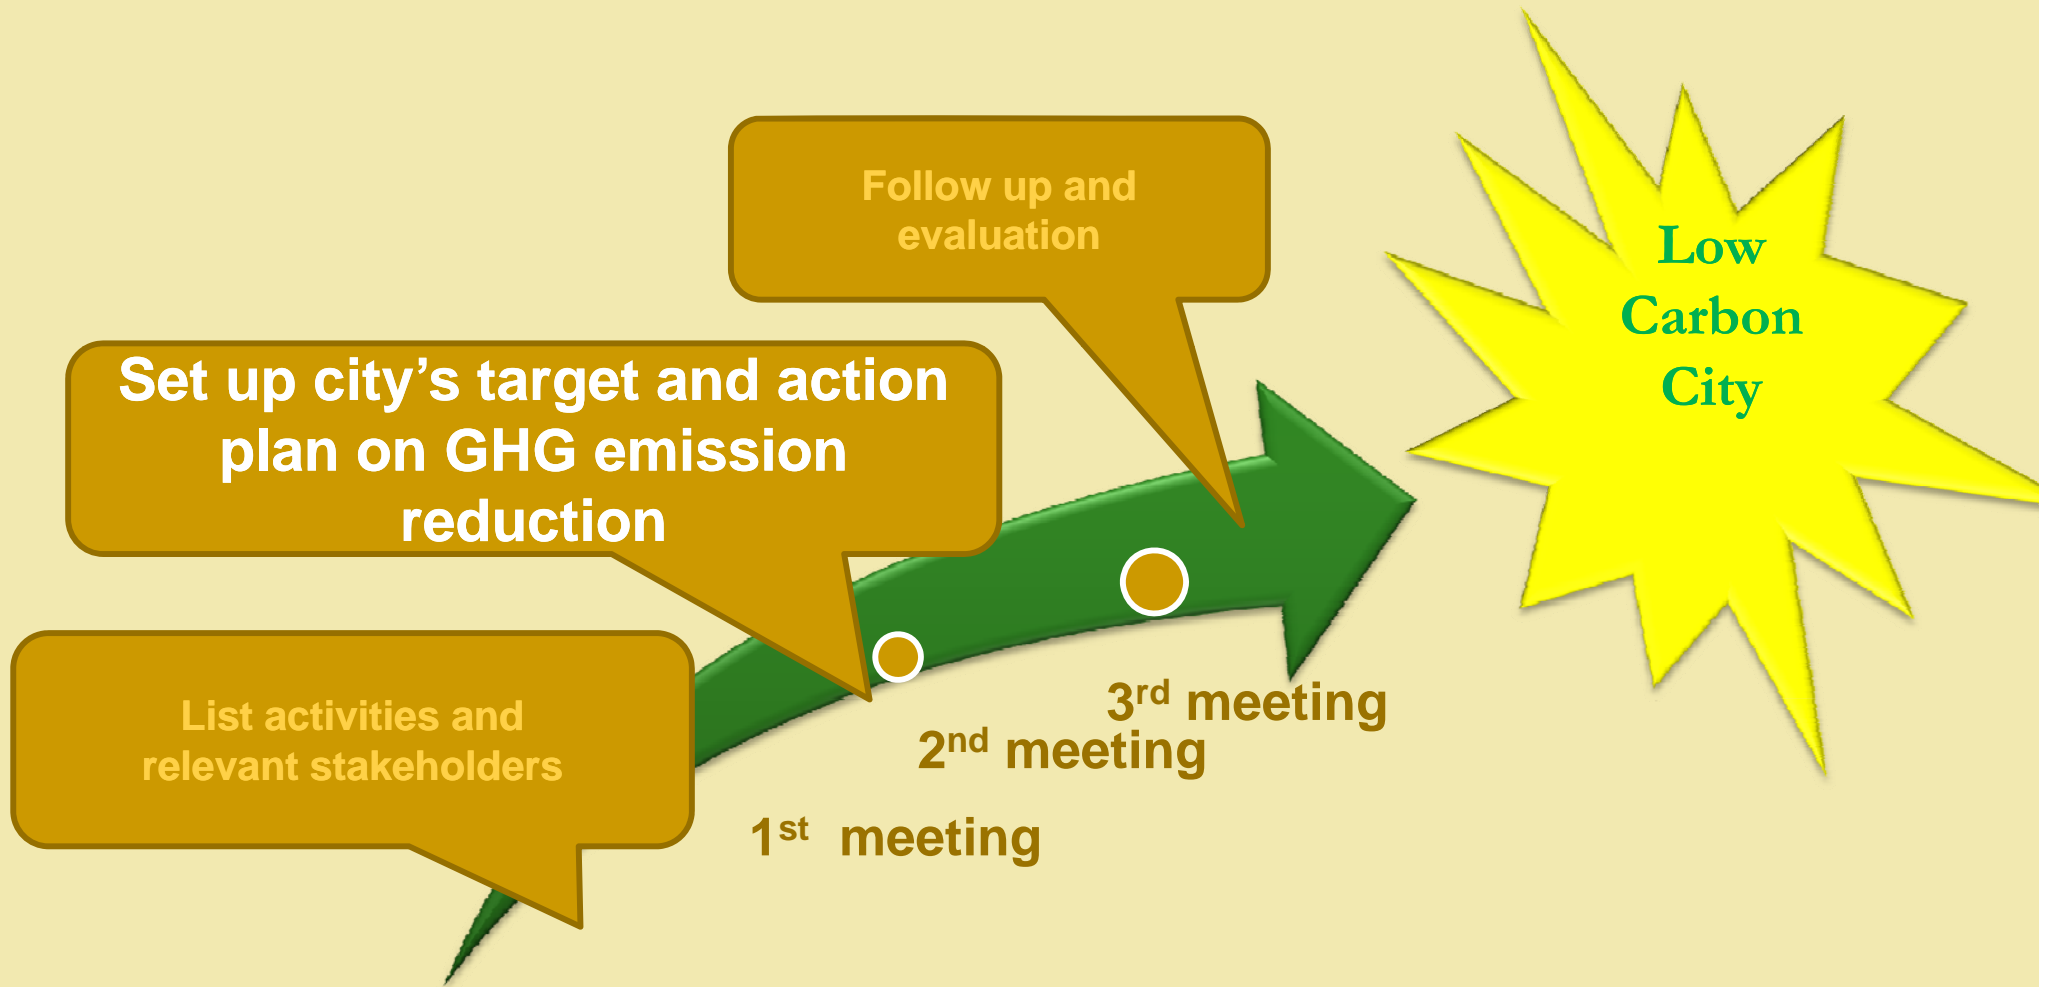 Follow up and
evaluation
Low
Carbon
City
Set up city’s target and action
plan on GHG emission
reduction
List activities and
relevant stakeholders
3rd meeting
2nd meeting
1st meeting